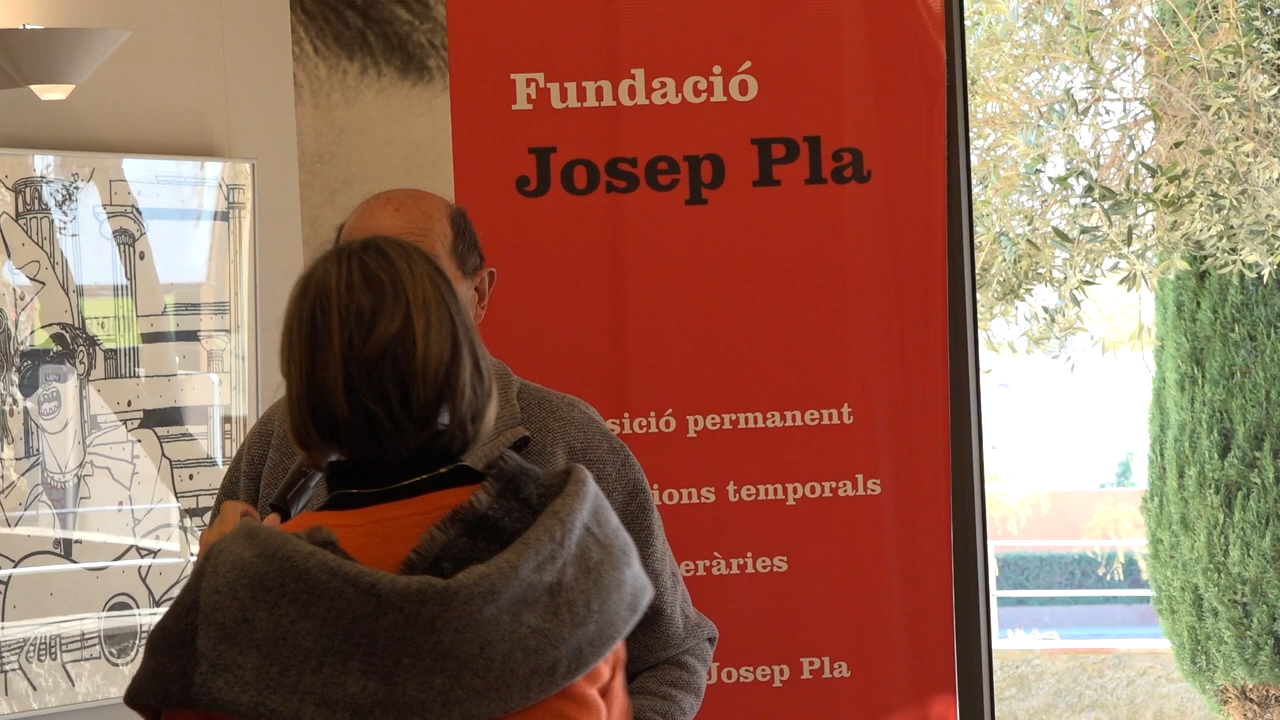 Fundació
Josep Pla
sició permanent
ions temporals
eràries
Josep Pla